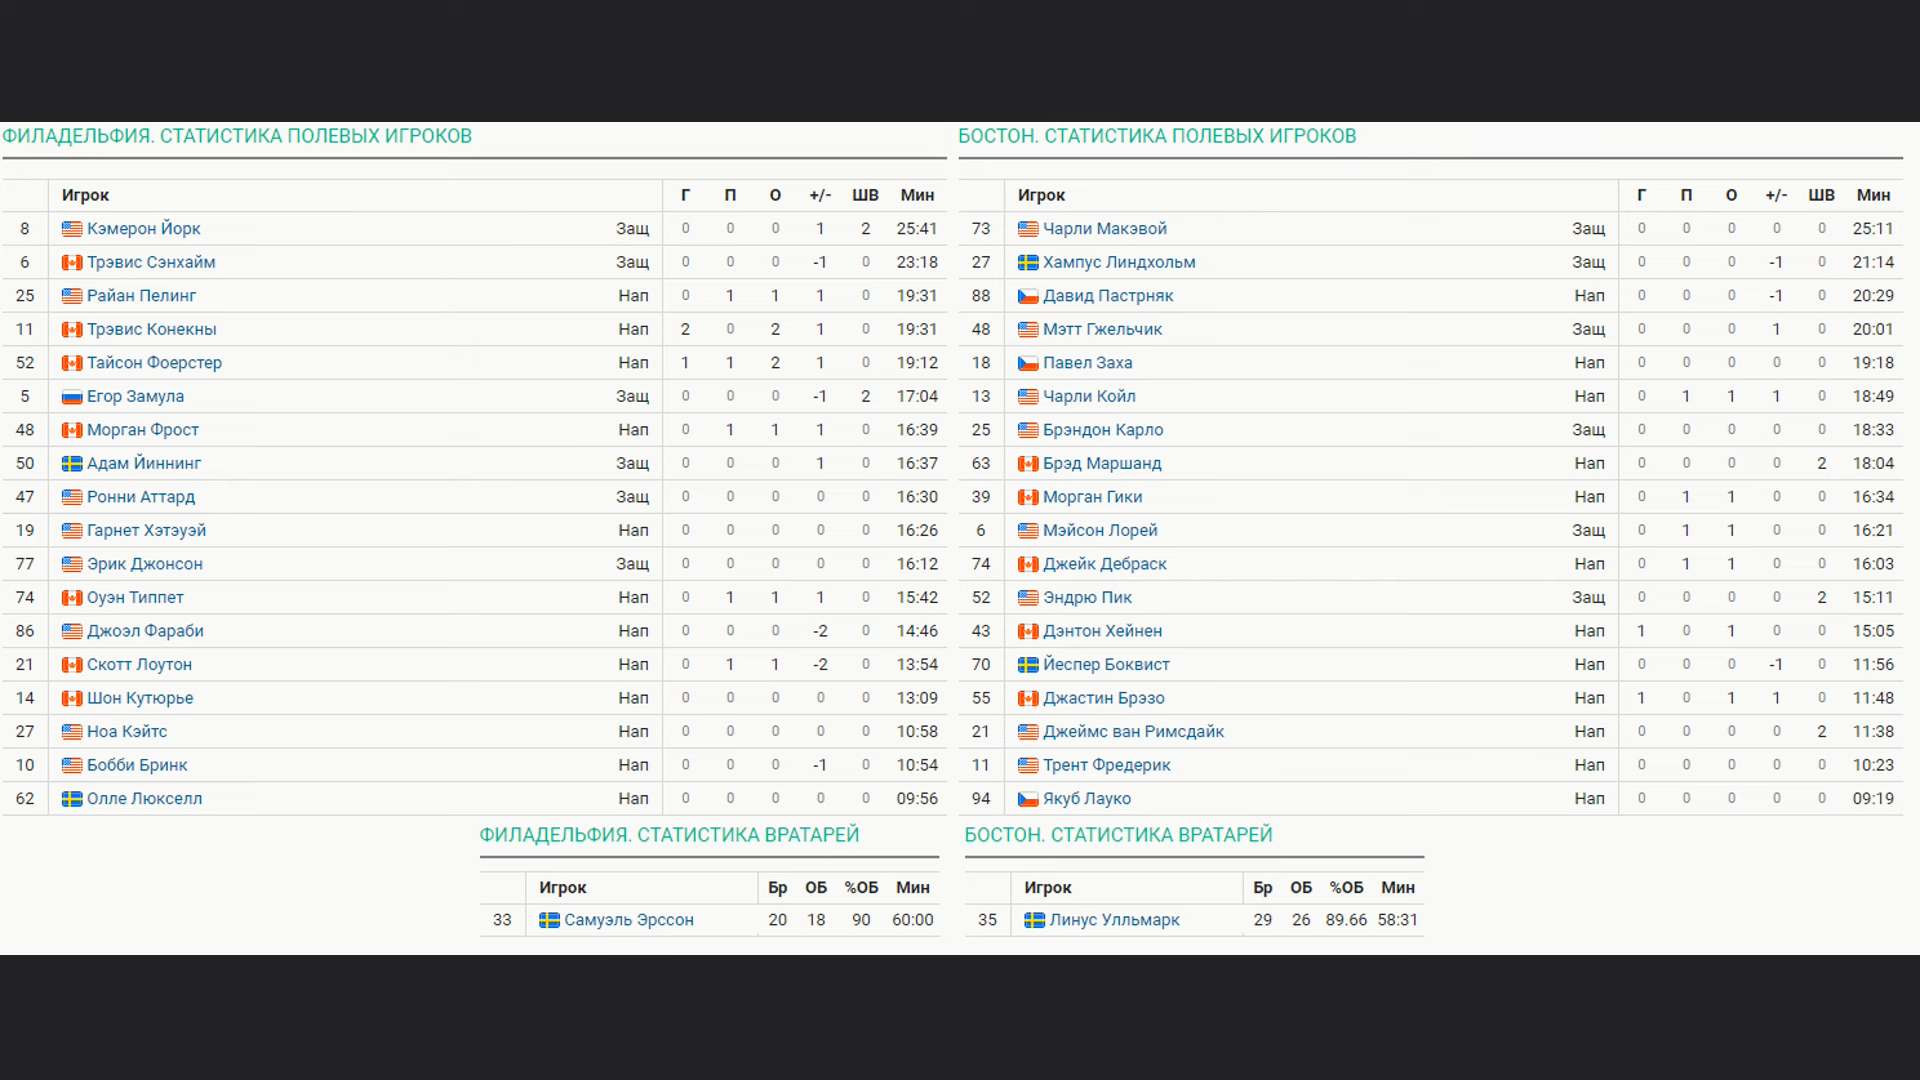 ФИЛАДЕЛЬФИЯ. СТАТИСТИКА ПОЛЕВЫХ ИГРОКОВ
Игрок Г П О +/- ШВ Мин
8 Кэмерон Йорк Защ 0 0 0 1 2 25:41
6 Трэвис Сэнхайм Защ 0 0 0 -1 0 23:18
25 Райан Пелинг Нап 0 1 1 1 0 19:31
11 Трэвис Конекны Нап 2 0 2 1 0 19:31
52 Тайсон Фоерстер Нап 1 1 2 1 0 19:12
5 Егор Замула Защ 0 0 0 -1 2 17:04
48 Морган Фрост Нап 0 1 1 1 0 16:39
50 Адам Йиннинг Защ 0 0 0 1 0 16:37
47 Ронни Аттард Защ 0 0 0 0 0 16:30
19 Гарнет Хэтэуэй Нап 0 0 0 0 0 16:26
77 Эрик Джонсон Защ 0 0 0 0 0 16:12
74 Оуэн Типпет Нап 0 1 1 1 0 15:42
86 Джоэл Фараби Нап 0 0 0 -2 0 14:46
21 Скотт Лоутон Нап 0 1 1 -2 0 13:54
14 Шон Кутюрье Нап 0 0 0 0 0 13:09
27 Ноа Кэйтс Нап 0 0 0 0 0 10:58
10 Бобби Бринк Нап 0 0 0 -1 0 10:54
62 Олле Люкселл Нап 0 0 0 0 0 09:56
БОСТОН. СТАТИСТИКА ПОЛЕВЫХ ИГРОКОВ
Игрок Г П О +/- ШВ Мин
73 Чарли Макэвой Защ 0 0 0 0 0 25:11
27 Хампус Линдхольм Защ 0 0 0 -1 0 21:14
88 Давид Пастрняк Нап 0 0 0 -1 0 20:29
48 Мэтт Гжельчик Защ 0 0 0 1 0 20:01
18 Павел Заха Нап 0 0 0 0 0 19:18
13 Чарли Койл Нап 0 1 1 1 0 18:49
25 Брэндон Карло Защ 0 0 0 0 0 18:33
63 Брэд Маршанд Нап 0 0 0 0 2 18:04
39 Морган Гики Нап 0 1 1 0 0 16:34
6 Мэйсон Лорей Защ 0 1 1 0 0 16:21
74 Джейк Дебраск Нап 0 1 1 0 0 16:03
52 Эндрю Пик Защ 0 0 0 0 2 15:11
43 Дэнтон Хейнен Нап 1 0 1 0 0 15:05
70 Йеспер Боквист Нап 0 0 0 -1 0 11:56
55 Джастин Брэзо Нап 1 0 1 1 0 11:48
21 Джеймс ван Римсдайк Нап 0 0 0 0 2 11:38
11 Трент Фредерик Нап 0 0 0 0 0 10:23
94 Якуб Лауко Нап 0 0 0 0 0 09:19
ФИЛАДЕЛЬФИЯ. СТАТИСТИКА ВРАТАРЕЙ
Игрок Бр ОБ %ОБ Мин
33 Самуэль Эрссон 20 18 90 60:00
БОСТОН. СТАТИСТИКА ВРАТАРЕЙ
Игрок Бр ОБ %ОБ Мин
35 Линус Улльмарк 29 26 89.66 58:31